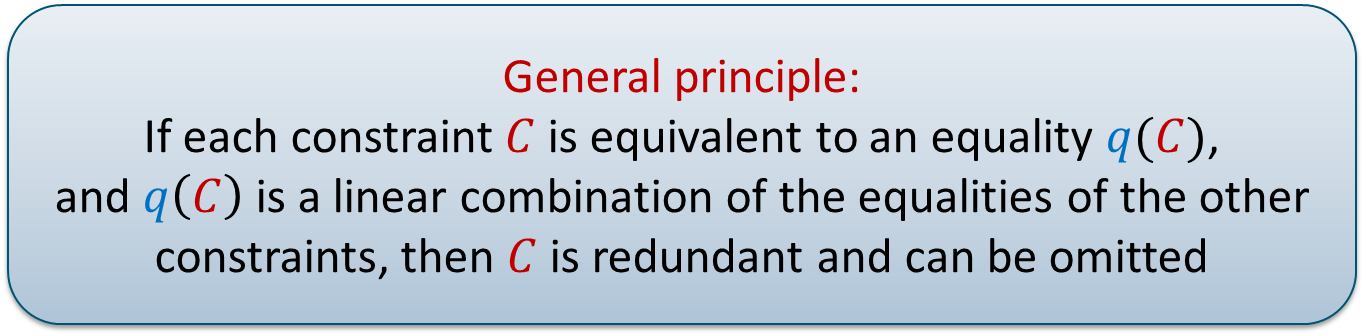 General principle:
If each constraint C is equivalent to an equality q(C),
and q(C) is a linear combination of the equalities of the other
constraints, then C is redundant and can be omitted